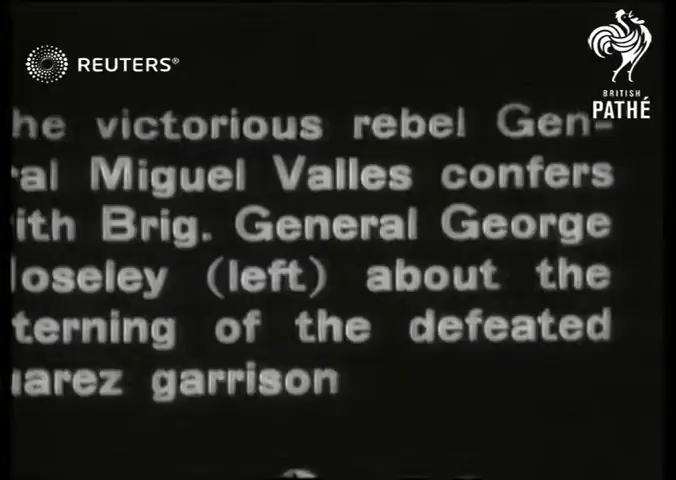 REUTERS®
BRITISH
PATHÉ
he victorious rebel Gen-
ral Miguel Valles confers
ith Brig. General George
oseley (left) about the
terning of the defeated
uarez garrison